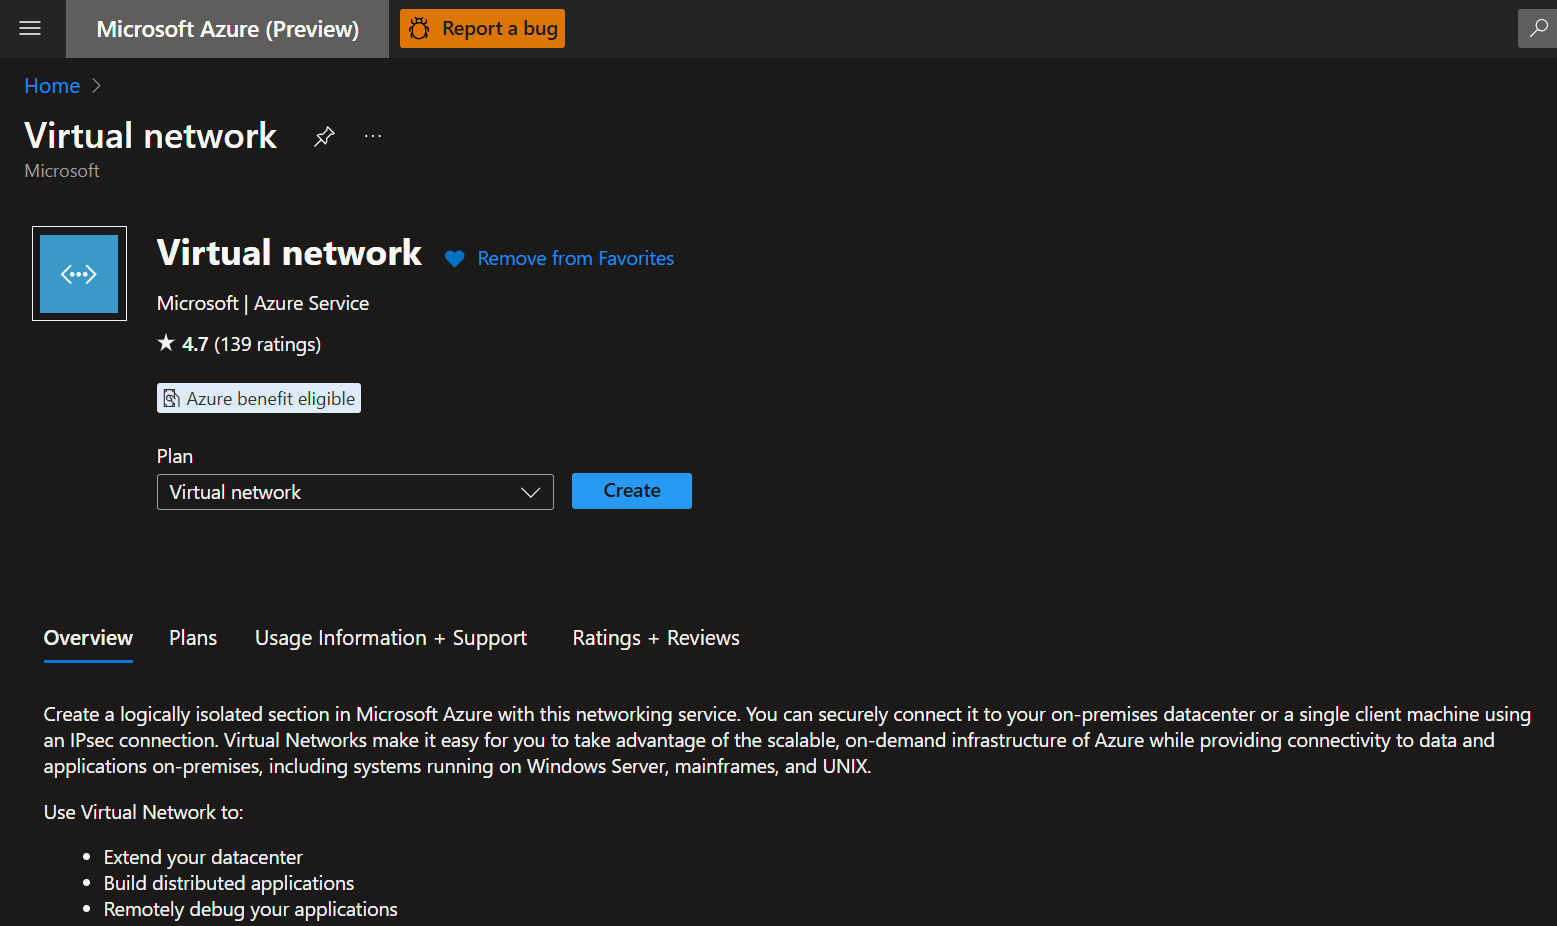 Microsoft Azure (Preview)
Report a bug
Home
Virtual network
Microsoft
Virtual network
Remove from Favorites
Microsoft | Azure Service
★ 4.7 (139 ratings)
Azure benefit eligible
Plan
Virtual network
Create
Overview Plans Usage Information + Support Ratings + Reviews
Create a logically isolated section in Microsoft Azure with this networking service. You can securely connect it to your on-premises datacenter or a single client machine using
an IPsec connection. Virtual Networks make it easy for you to take advantage of the scalable, on-demand infrastructure of Azure while providing connectivity to data and
applications on-premises, including systems running on Windows Server, mainframes, and UNIX.
Use Virtual Network to:
• Extend your datacenter
• Build distributed applications
• Remotely debug your applications